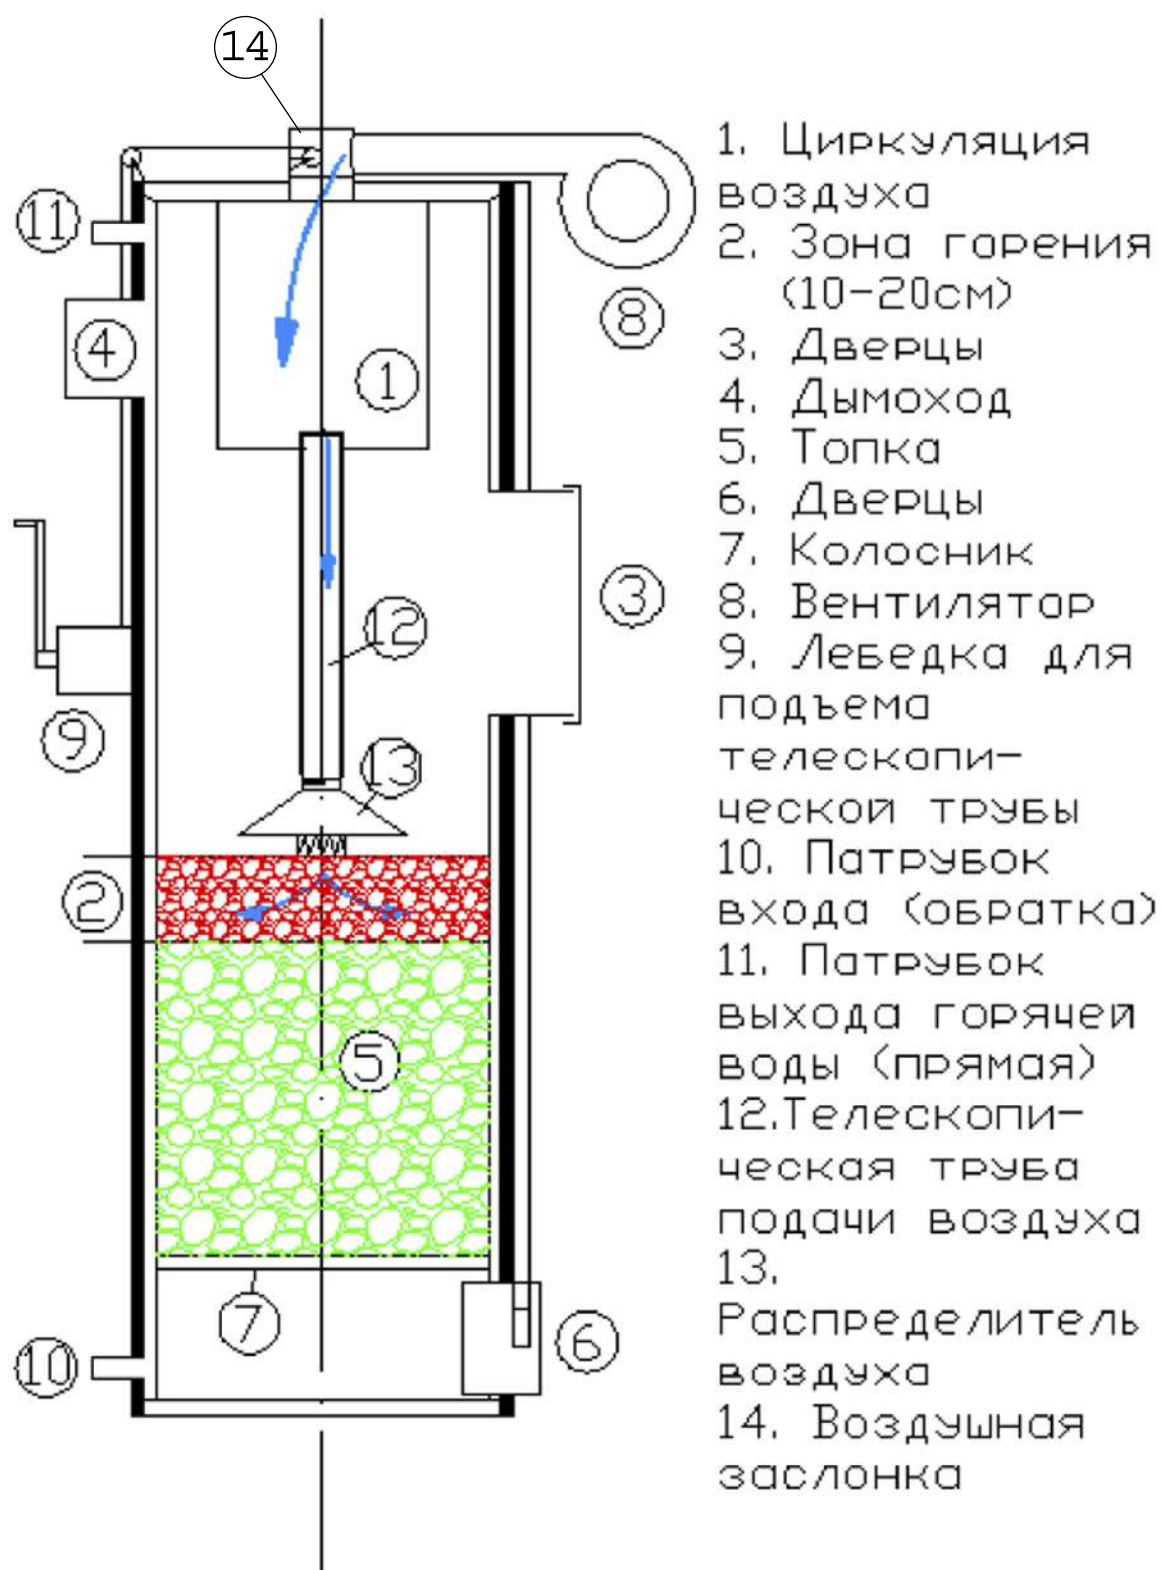 14
11
4
1
8
12
3
9
13
2
5
7
6
10
1. Циркуляция
воздуха
2. Зона горения
(10-20см)
3. Дверцы
4. Дымоход
5. Топка
6. Дверцы
7. Колосник
8. Вентилятор
9. Лебедка для
подъема
телескопи-
ческой трубы
10. Патрубок
входа (обратка)
11. Патрубок
выхода горячей
воды (прямая)
12.Телескопи-
ческая труба
подачи воздуха
13.
Распределитель
воздуха
14. Воздушная
заслонка